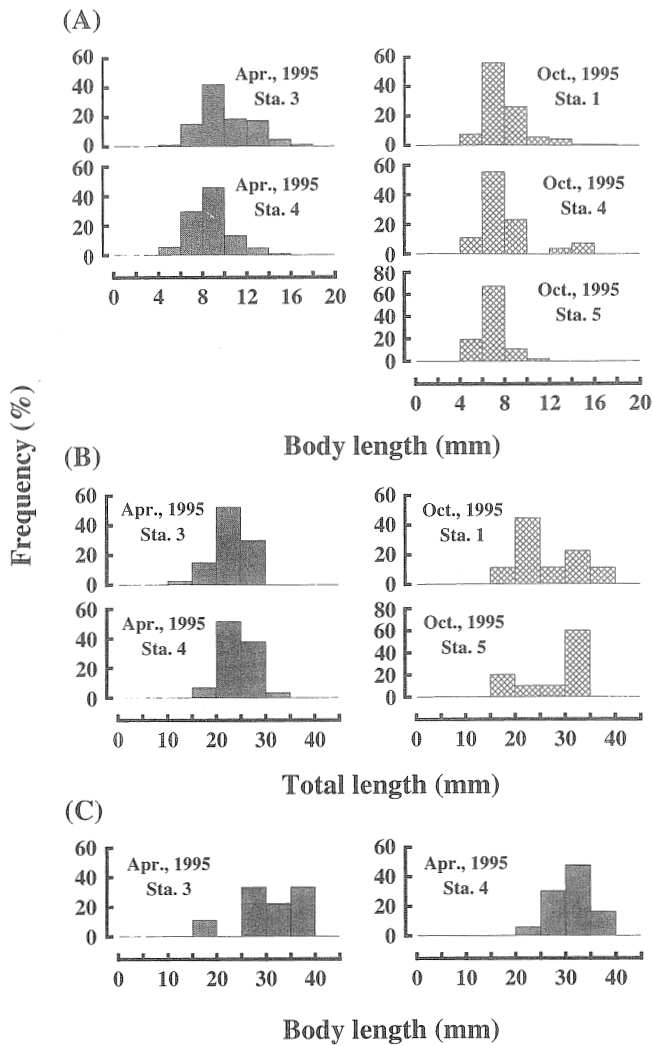 (A)
60
40
20
0
Apr., 1995
Sta. 3
60
40
20
0
Oct., 1995
Sta. 1
60
40
20
0
Apr., 1995
Sta. 4
0 4 8 12 16 20
60
40
20
0
Oct., 1995
Sta. 4
80
60
40
20
0
Oct., 1995
Sta. 5
0 4 8 12 16 20
Body length (mm)
Frequency (%)
(B)
60
40
20
0
Apr., 1995
Sta. 3
60
40
20
0
Oct., 1995
Sta. 1
60
40
20
0
Apr., 1995
Sta. 4
0 10 20 30 40
80
60
40
20
0
Oct., 1995
Sta. 5
0 10 20 30 40
Total length (mm)
(C)
60
40
20
0
Apr., 1995
Sta. 3
0 10 20 30 40
60
40
20
0
Apr., 1995
Sta. 4
0 10 20 30 40
Body length (mm)